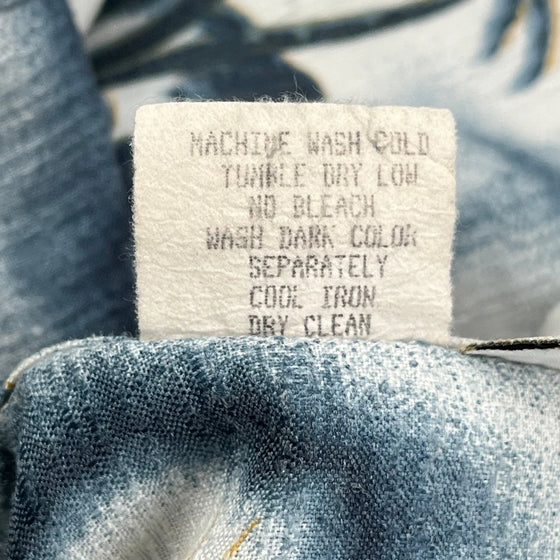 MACHINE WASH COLD
TUMBLE DRY LOW
NO BLEACH
WASH DARK COLOR
SEPARATELY
COOL IRON
DRY CLEAN